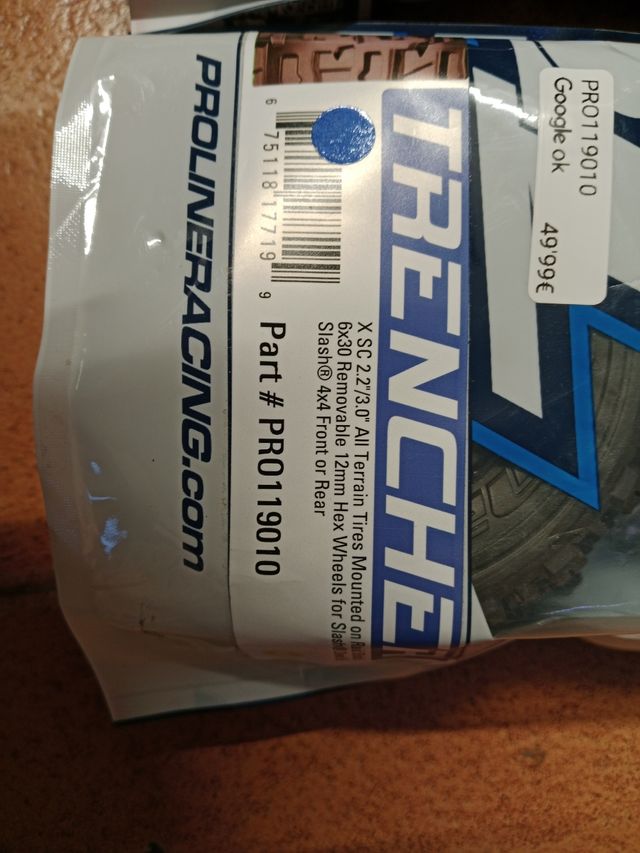 PRO119010
Google ok 49'99€
TRENCHE
X SC 2.2"/3.0" All Terrain Tires Mounted on
6x30 Removable 12mm Hex Wheels for Slash
Slash® 4x4 Front or Rear
6 75118 17719 9
Part # PRO119010
PROLINERACING.com